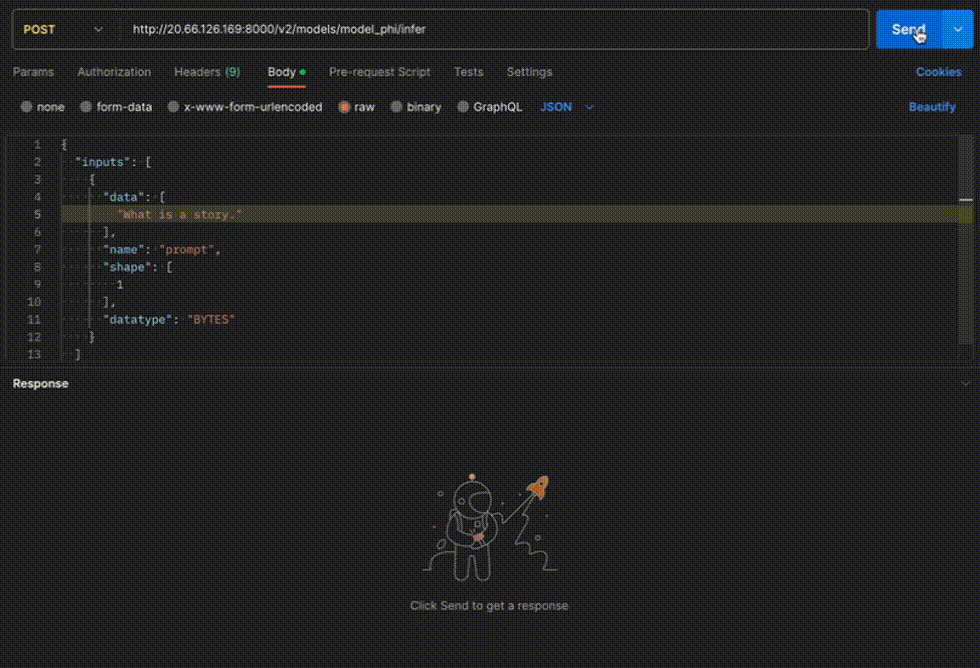 POST http://20.66.126.169:8000/v2/models/model_phi/infer Send
Params Authorization Headers (9) Body Pre-request Script Tests Settings Cookies
none form-data x-www-form-urlencoded raw binary GraphQL JSON Beautify
1 {
2 "inputs": [
3 {
4 "data": [
5 "What is a story."
6 ],
7 "name": "prompt",
8 "shape": [
9 1
10 ],
11 "datatype": "BYTES"
12 }
13 ]
Response
Click Send to get a response